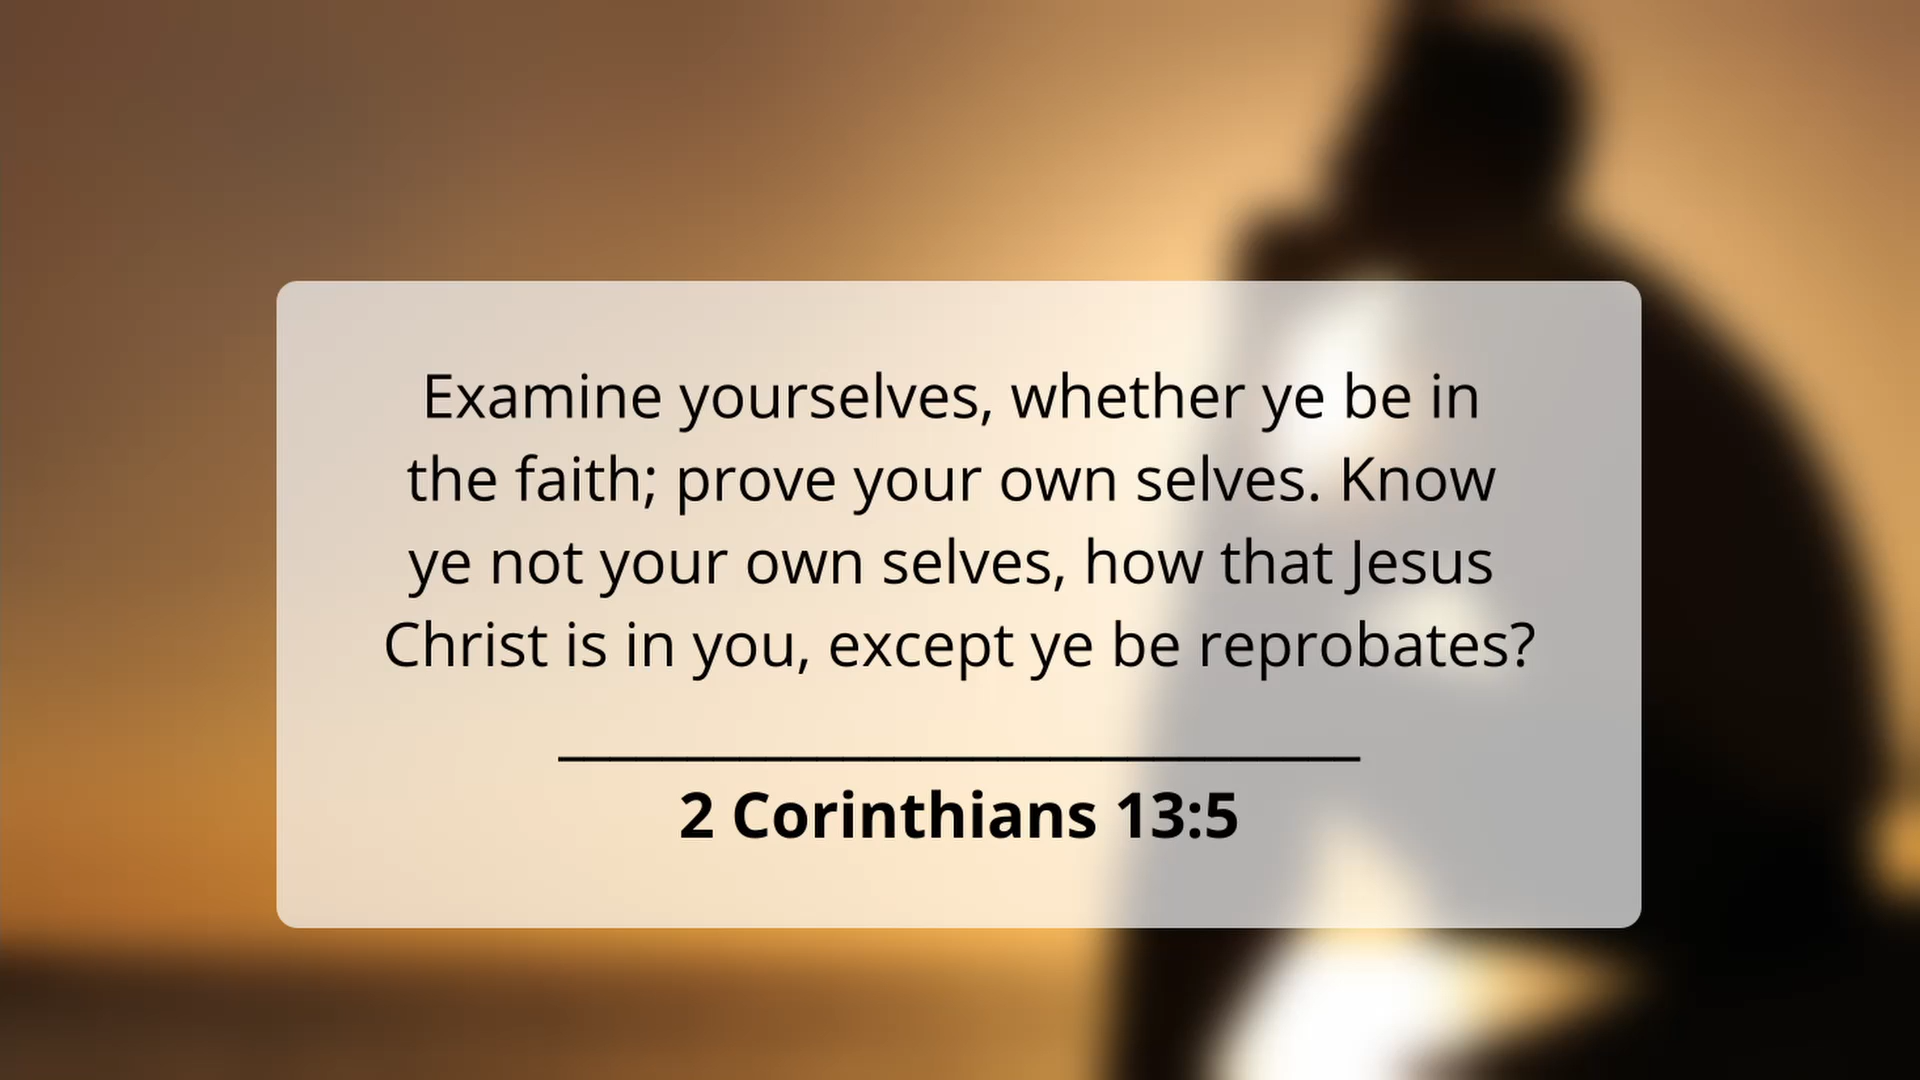 Examine yourselves, whether ye be in
the faith; prove your own selves. Know
ye not your own selves, how that Jesus
Christ is in you, except ye be reprobates?
2 Corinthians 13:5